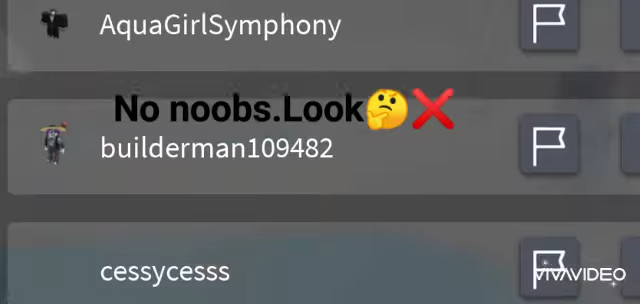 AquaGirlSymphony
No noobs.Look🤔❌
builderman109482
cessycesss
VIVAVIDEO